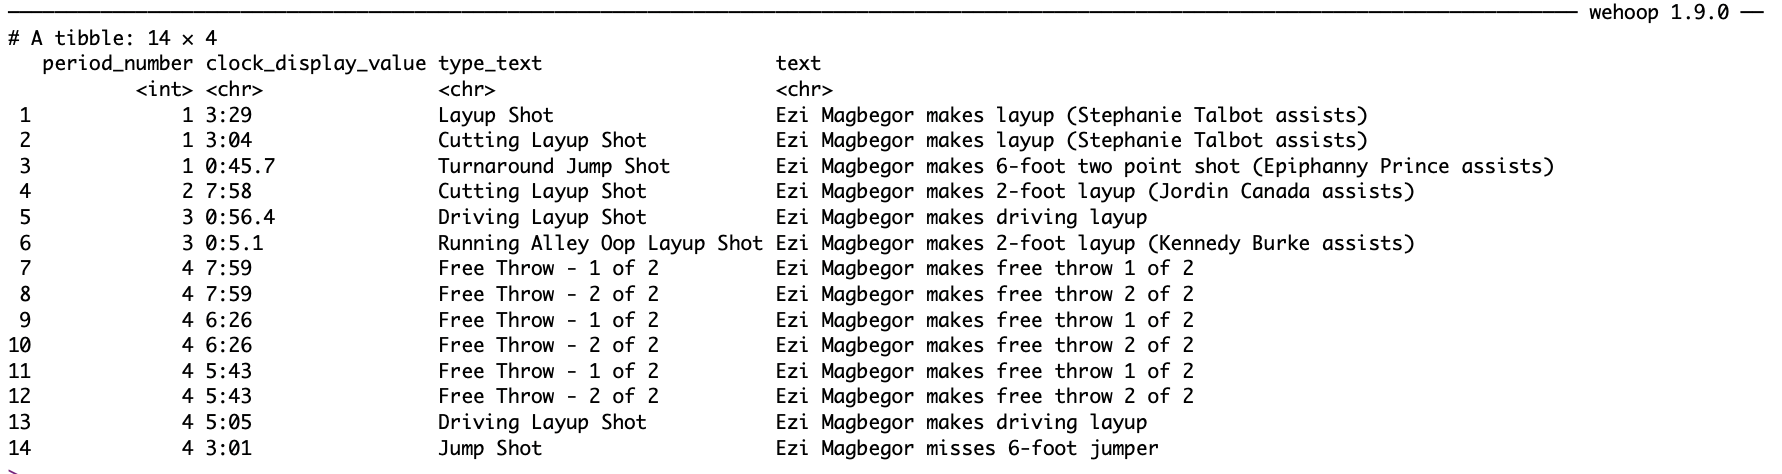 ── wehoop 1.9.0 ──
# A tibble: 14 × 4
   period_number clock_display_value type_text                   text
           <int> <chr>               <chr>                       <chr>
 1             1 3:29                Layup Shot                  Ezi Magbegor makes layup (Stephanie Talbot assists)
 2             1 3:04                Cutting Layup Shot          Ezi Magbegor makes layup (Stephanie Talbot assists)
 3             1 0:45.7              Turnaround Jump Shot        Ezi Magbegor makes 6-foot two point shot (Epiphanny Prince assists)
 4             2 7:58                Cutting Layup Shot          Ezi Magbegor makes 2-foot layup (Jordin Canada assists)
 5             3 0:56.4              Driving Layup Shot          Ezi Magbegor makes driving layup
 6             3 0:5.1               Running Alley Oop Layup Shot Ezi Magbegor makes 2-foot layup (Kennedy Burke assists)
 7             4 7:59                Free Throw - 1 of 2         Ezi Magbegor makes free throw 1 of 2
 8             4 7:59                Free Throw - 2 of 2         Ezi Magbegor makes free throw 2 of 2
 9             4 6:26                Free Throw - 1 of 2         Ezi Magbegor makes free throw 1 of 2
10             4 6:26                Free Throw - 2 of 2         Ezi Magbegor makes free throw 2 of 2
11             4 5:43                Free Throw - 1 of 2         Ezi Magbegor makes free throw 1 of 2
12             4 5:43                Free Throw - 2 of 2         Ezi Magbegor makes free throw 2 of 2
13             4 5:05                Driving Layup Shot          Ezi Magbegor makes driving layup
14             4 3:01                Jump Shot                   Ezi Magbegor misses 6-foot jumper